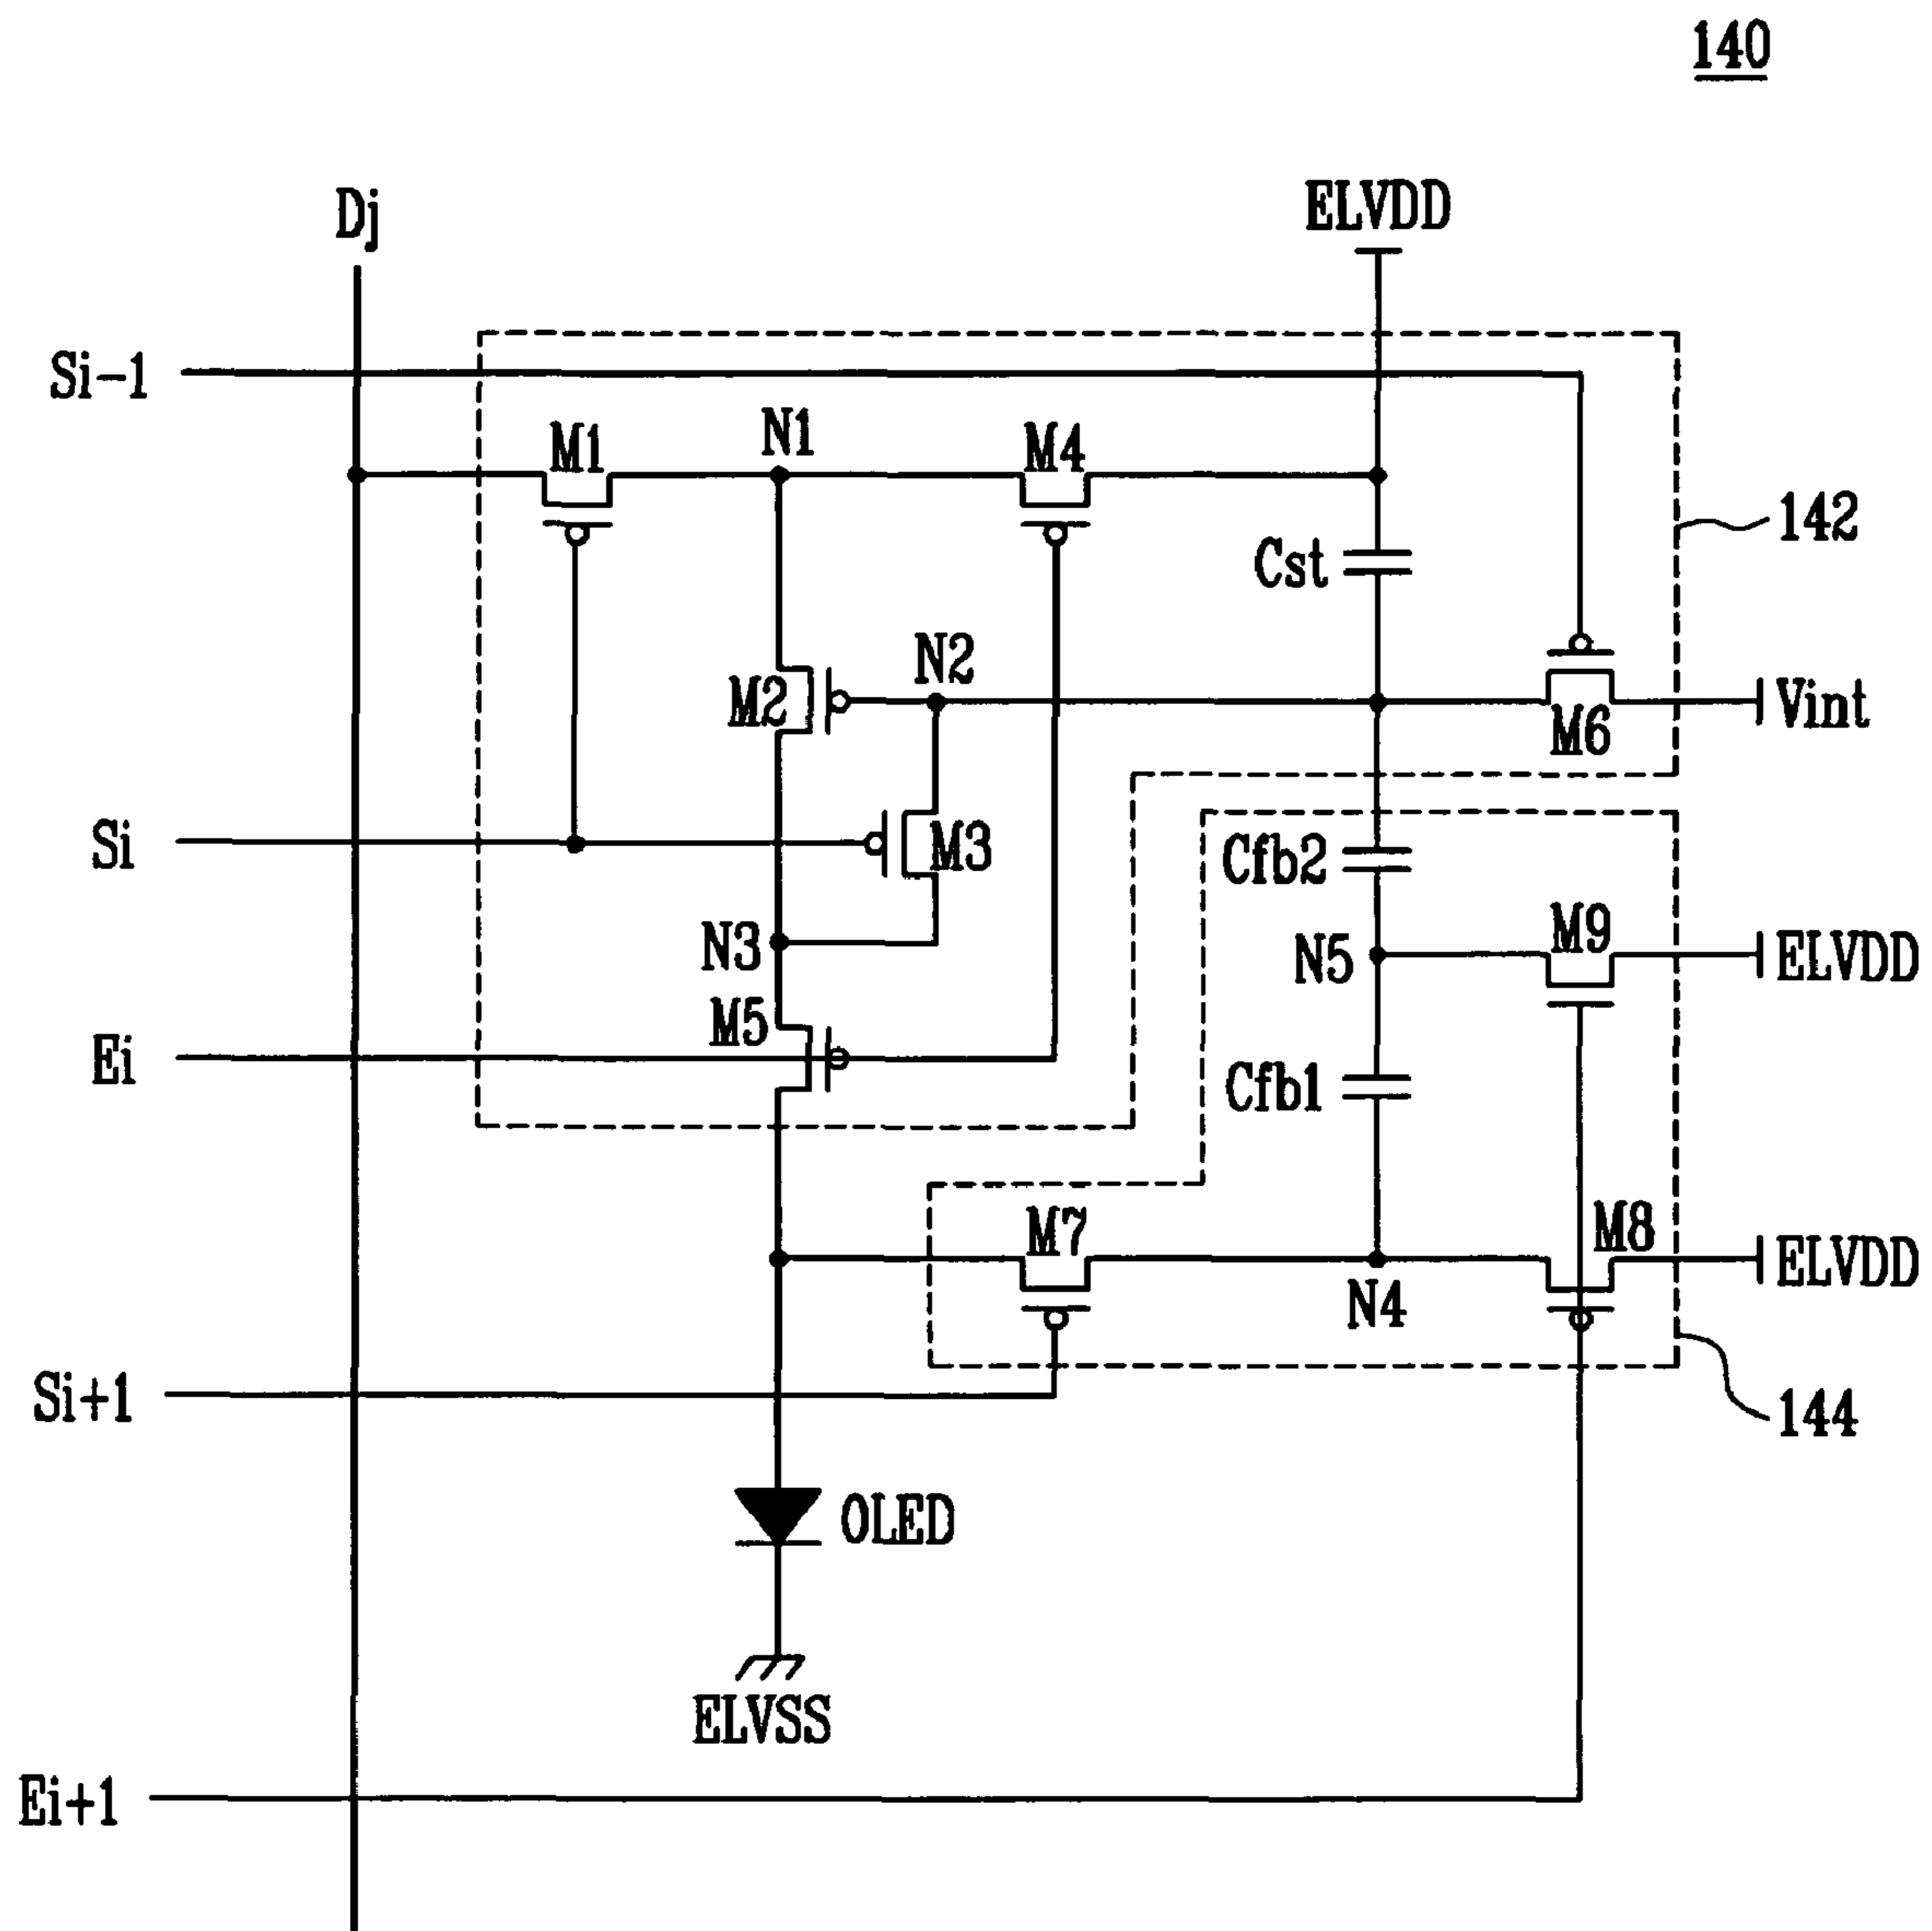 140
Dj
ELVDD
Si-1
M1
N1
M4
142
Cst
N2
M2
Vint
M6
Si
M3
Cfb2
M9
N3
N5
ELVDD
M5
Ei
Cfb1
M7
M8
ELVDD
N4
Si+1
144
OLED
ELVSS
Ei+1